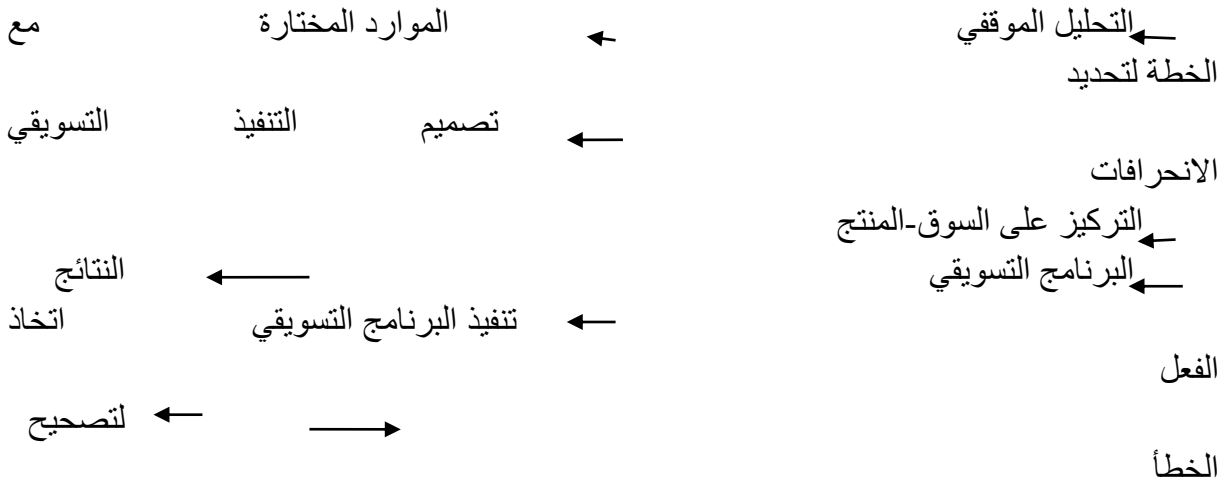 التحليل الموقفي الموارد المختارة مع
الخطة لتحديد
تصميم التنفيذ التسويقي
الانحرافات
التركيز على السوق-المنتج
البرنامج التسويقي النتائج
تنفيذ البرنامج التسويقي اتخاذ
الفعل
لتصحيح
الخطأ